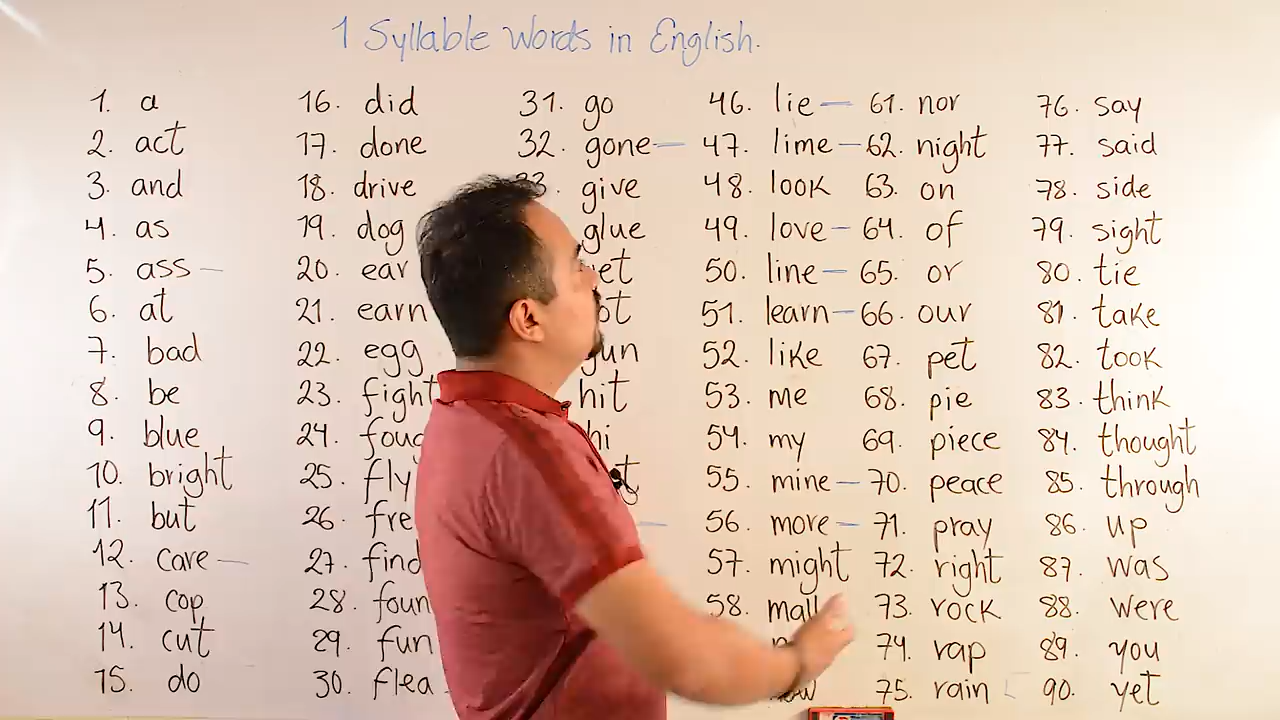 1 Syllable Words in English.
1. a
2. act
3. and
4. as
5. ass
6. at
7. bad
8. be
9. blue
10. bright
11. but
12. care
13. cop
14. cut
15. do
16. did
17. done
18. drive
19. dog
20. ear
21. earn
22. egg
23. fight
24.
25. fly
26.
27. find
28.
29. fun
30. flea
31. go
32. gone
give
glue
hit
hi
46. lie
47. lime
48. look
49. love
50. line
51. learn
52. like
53. me
54. my
55. mine
56. more
57. might
58. mall
61. nor
62. night
63. on
64. of
65. or
66. our
67. pet
68. pie
69. piece
70. peace
71. pray
72. right
73. rock
74. rap
75. rain
76. say
77. said
78. side
79. sight
80. tie
81. take
82. took
83. think
84. thought
85. through
86. up
87. was
88. were
89. you
90. yet